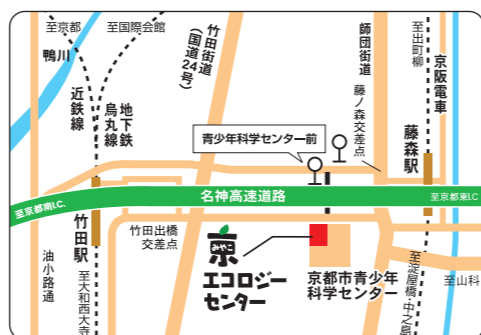 至京都
至国際会館
鴨川
近鉄線
地下鉄
烏丸線
竹田街道
(国道24号)
師団街道
藤ノ森交差点
至出町柳
京阪電車
藤森駅
青少年科学センター前
至京都南I.C.
名神高速道路
至京都東I.C
竹田駅
油小路通
至大和西大寺
竹田出橋
交差点
京
みやこ
エコロジー
センター
京都市青少年
科学センター
至淀屋橋・中之島
至山科